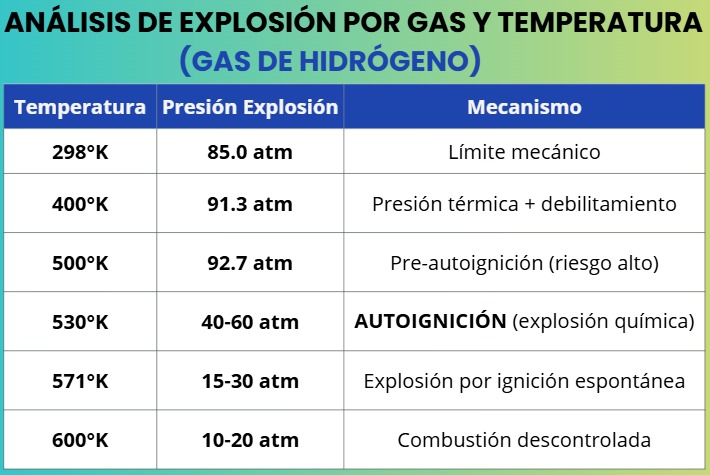 ANÁLISIS DE EXPLOSIÓN POR GAS Y TEMPERATURA
(GAS DE HIDRÓGENO)
Temperatura Presión Explosión Mecanismo
298°K 85.0 atm Límite mecánico
400°K 91.3 atm Presión térmica + debilitamiento
500°K 92.7 atm Pre-autoignición (riesgo alto)
530°K 40-60 atm AUTOIGNICIÓN (explosión química)
571°K 15-30 atm Explosión por ignición espontánea
600°K 10-20 atm Combustión descontrolada